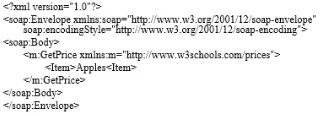 <?xml version="1.0"?>
<soap:Envelope xmlns:soap="http://www.w3.org/2001/12/soap-envelope"
soap:encodingStyle="http://www.w3.org/2001/12/soap-encoding">
<soap:Body>
<m:GetPrice xmlns:m="http://www.w3schools.com/prices">
<Item>Apples<Item>
</m:GetPrice>
</soap:Body>
</soap:Envelope>